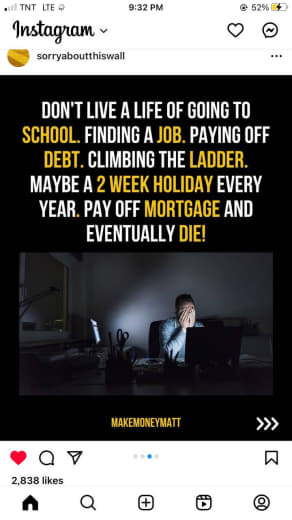 TNT LTE 9:32 PM 52%
Instagram
sorryaboutthiswall
DON'T LIVE A LIFE OF GOING TO
SCHOOL. FINDING A JOB. PAYING OFF
DEBT. CLIMBING THE LADDER.
MAYBE A 2 WEEK HOLIDAY EVERY
YEAR. PAY OFF MORTGAGE AND
EVENTUALLY DIE!
MAKEMONEYMATT
2,838 likes